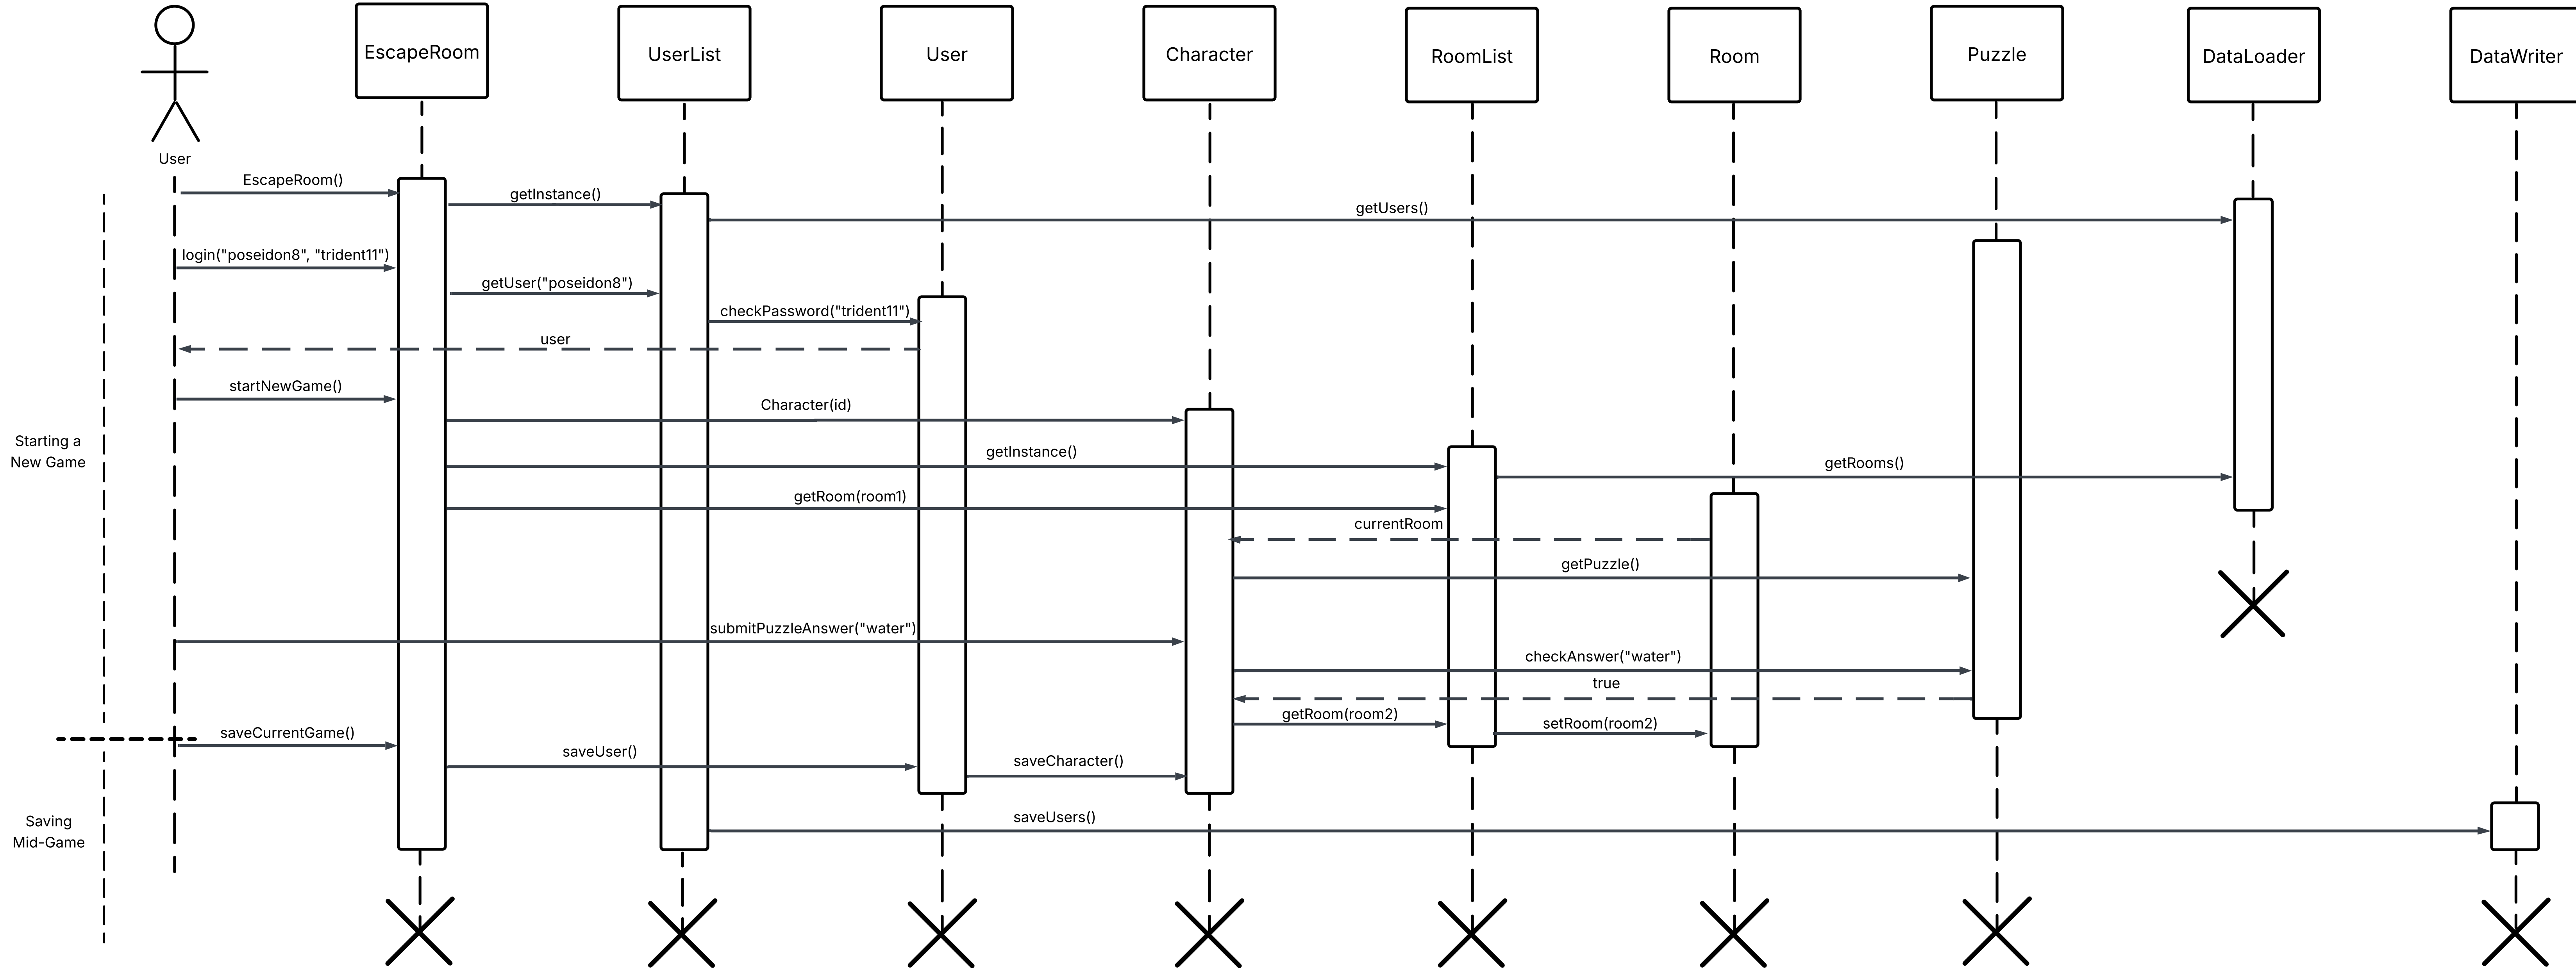 EscapeRoom
UserList
User
Character
RoomList
Room
Puzzle
DataLoader
DataWriter
User
EscapeRoom()
getInstance()
getUsers()
login("poseidon8", "trident11")
getUser("poseidon8")
checkPassword("trident11")
user
startNewGame()
Character(id)
Starting a
New Game
getInstance()
getRooms()
getRoom(room1)
currentRoom
getPuzzle()
submitPuzzleAnswer("water")
checkAnswer("water")
true
getRoom(room2)
setRoom(room2)
saveCurrentGame()
saveUser()
saveCharacter()
Saving
Mid-Game
saveUsers()